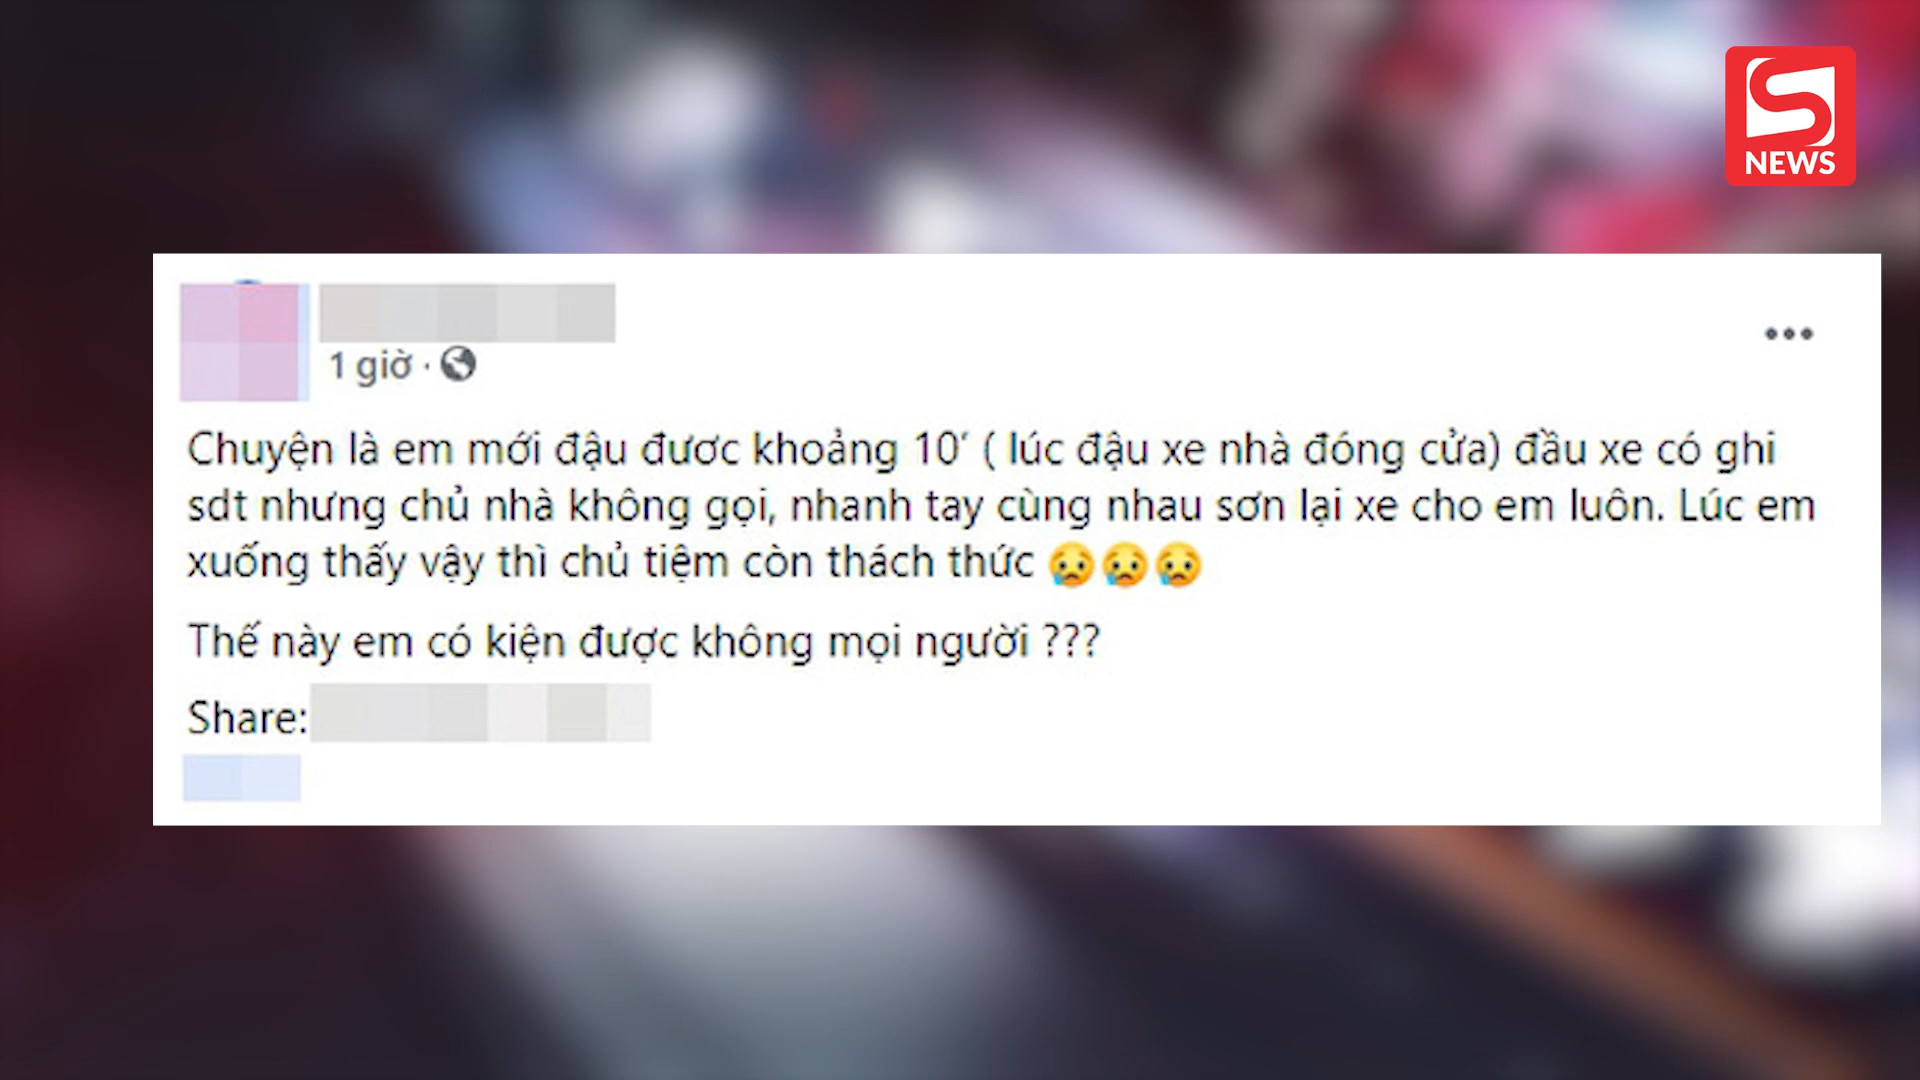 S
NEWS
1 giờ ·
Chuyện là em mới đậu đươc khoảng 10′ ( lúc đậu xe nhà đóng cửa) đầu xe có ghi
sdt nhưng chủ nhà không gọi, nhanh tay cùng nhau sơn lại xe cho em luôn. Lúc em
xuống thấy vậy thì chủ tiệm còn thách thức 😢😢😢
Thế này em có kiện được không mọi người ???
Share: